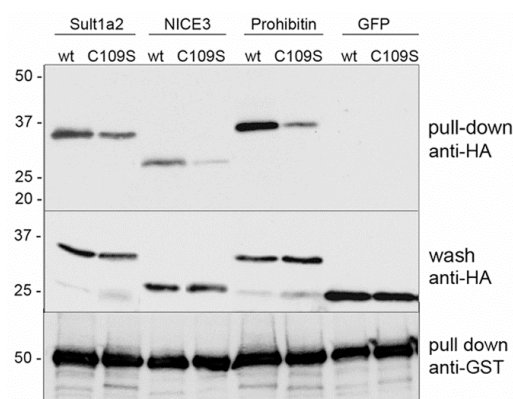 Sult1a2 NICE3 Prohibitin GFP
wt C109S wt C109S wt C109S wt C109S
50 -
37 -
pull-down
anti-HA
25 -
20 -
37 -
wash
anti-HA
25 -
pull down
50 -
anti-GST